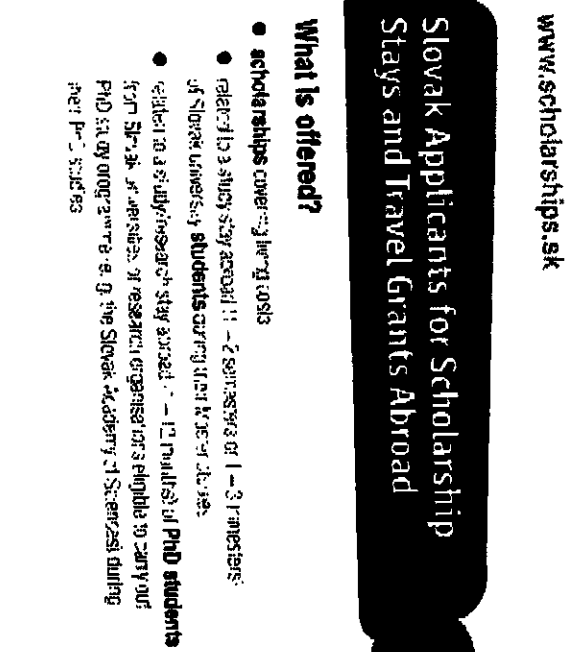 www.scholarships.sk
Slovak Applicants for Scholarship
Stays and Travel Grants Abroad
What is offered?
● scholarships covering living costs
● related to a study stay abroad (1 – 2 semesters or 1 – 3 trimesters)
of Slovak university students during their studies
● related to a study/research stay abroad (1 – 12 months) of PhD students
from Slovak universities or research organisations eligible to carry out
PhD study programme (e. g. the Slovak Academy of Sciences) during
their PhD studies